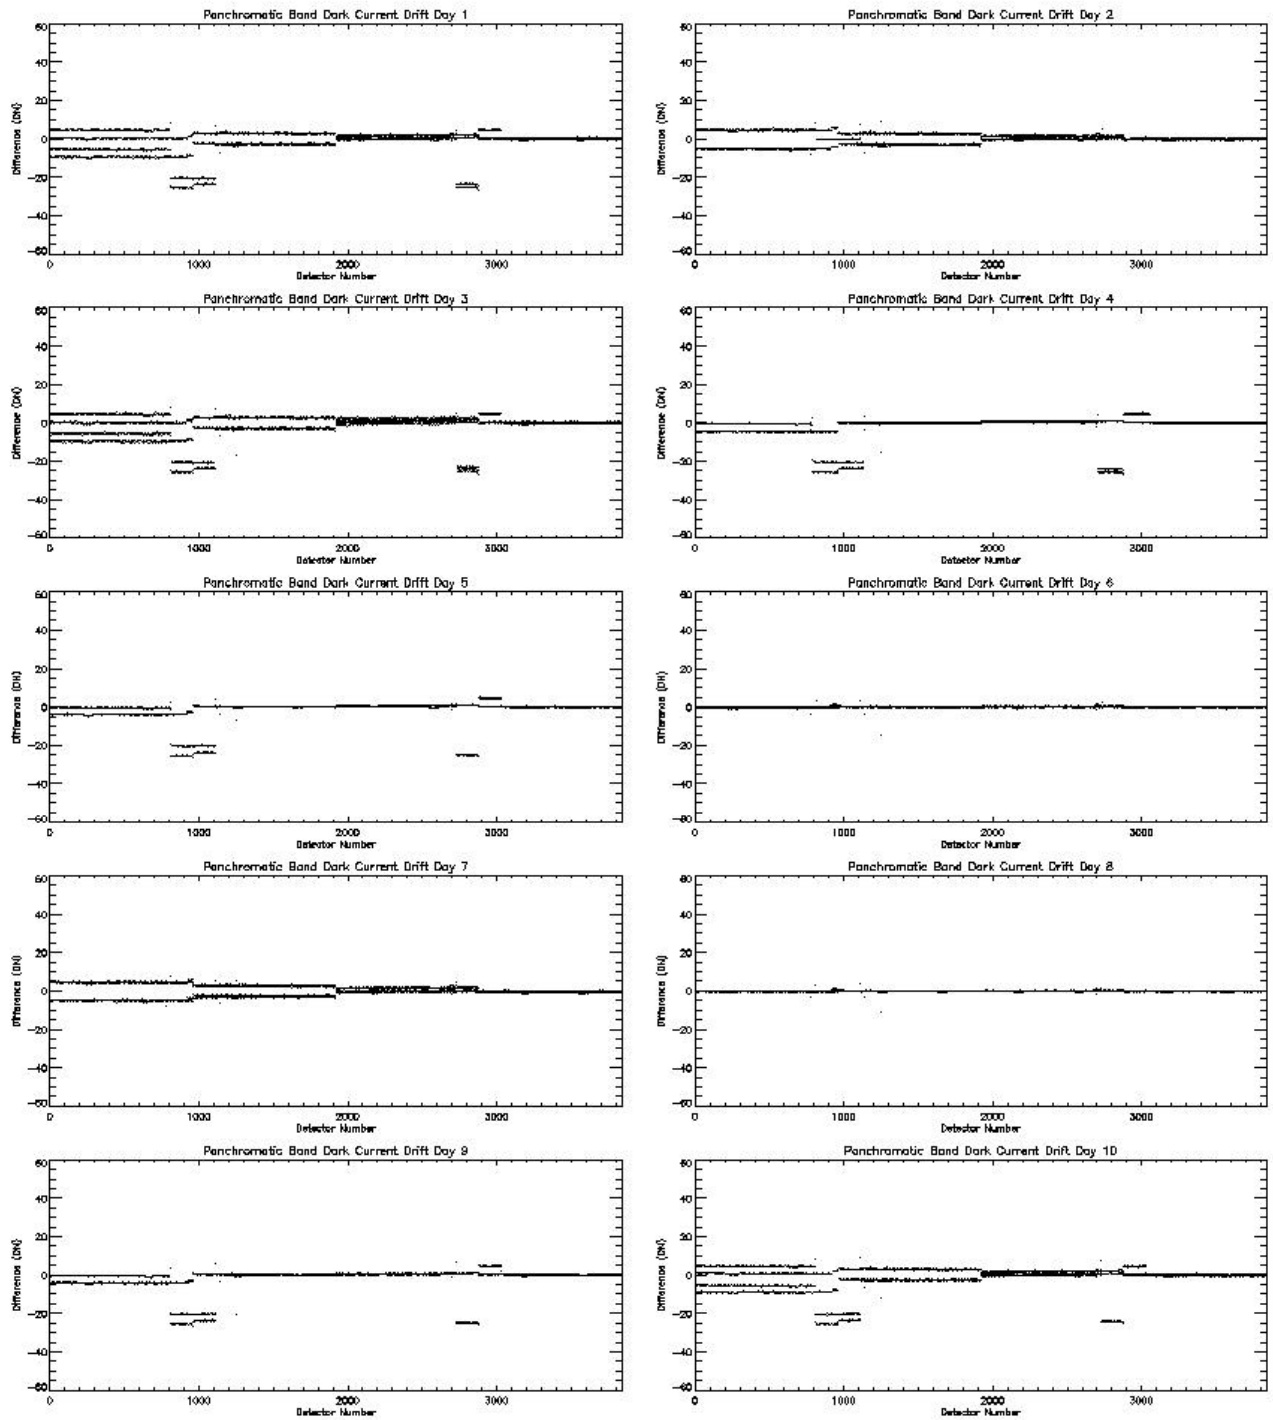 Panchromatic Band Dark Current Drift Day 1
60
40
20
0
-20
-40
-60
Difference (DN)
0 1000 2000 3000
Detector Number
Panchromatic Band Dark Current Drift Day 2
60
40
20
0
-20
-40
-60
Difference (DN)
0 1000 2000 3000
Detector Number
Panchromatic Band Dark Current Drift Day 3
60
40
20
0
-20
-40
-60
Difference (DN)
0 1000 2000 3000
Detector Number
Panchromatic Band Dark Current Drift Day 4
60
40
20
0
-20
-40
-60
Difference (DN)
0 1000 2000 3000
Detector Number
Panchromatic Band Dark Current Drift Day 5
60
40
20
0
-20
-40
-60
Difference (DN)
0 1000 2000 3000
Detector Number
Panchromatic Band Dark Current Drift Day 6
60
40
20
0
-20
-40
-60
Difference (DN)
0 1000 2000 3000
Detector Number
Panchromatic Band Dark Current Drift Day 7
60
40
20
0
-20
-40
-60
Difference (DN)
0 1000 2000 3000
Detector Number
Panchromatic Band Dark Current Drift Day 8
60
40
20
0
-20
-40
-60
Difference (DN)
0 1000 2000 3000
Detector Number
Panchromatic Band Dark Current Drift Day 9
60
40
20
0
-20
-40
-60
Difference (DN)
0 1000 2000 3000
Detector Number
Panchromatic Band Dark Current Drift Day 10
60
40
20
0
-20
-40
-60
Difference (DN)
0 1000 2000 3000
Detector Number